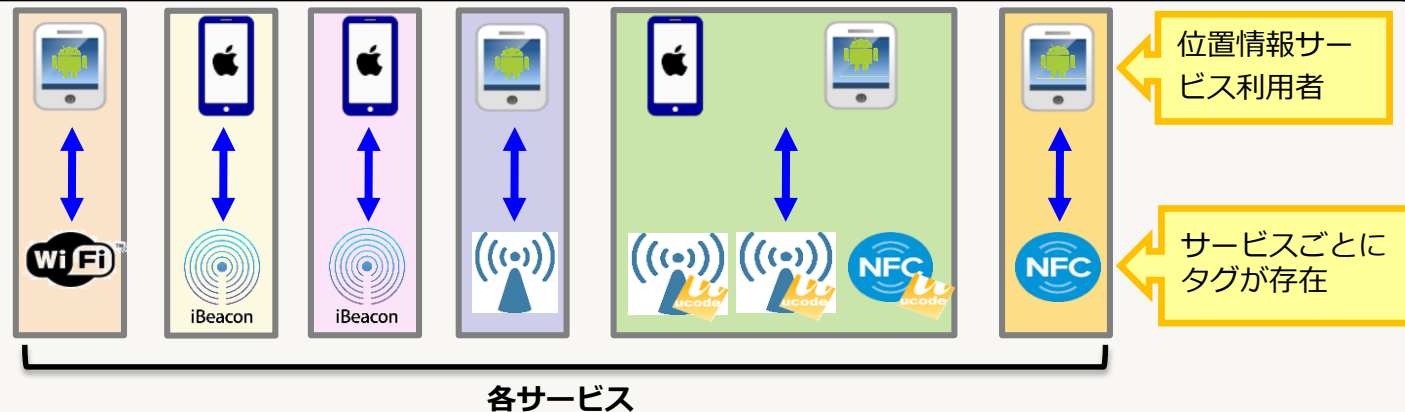 位置情報サー
ビス利用者
Wi Fi™
iBeacon
iBeacon
ucode
ucode
NFC
ucode
NFC
サービスごとに
タグが存在
各サービス